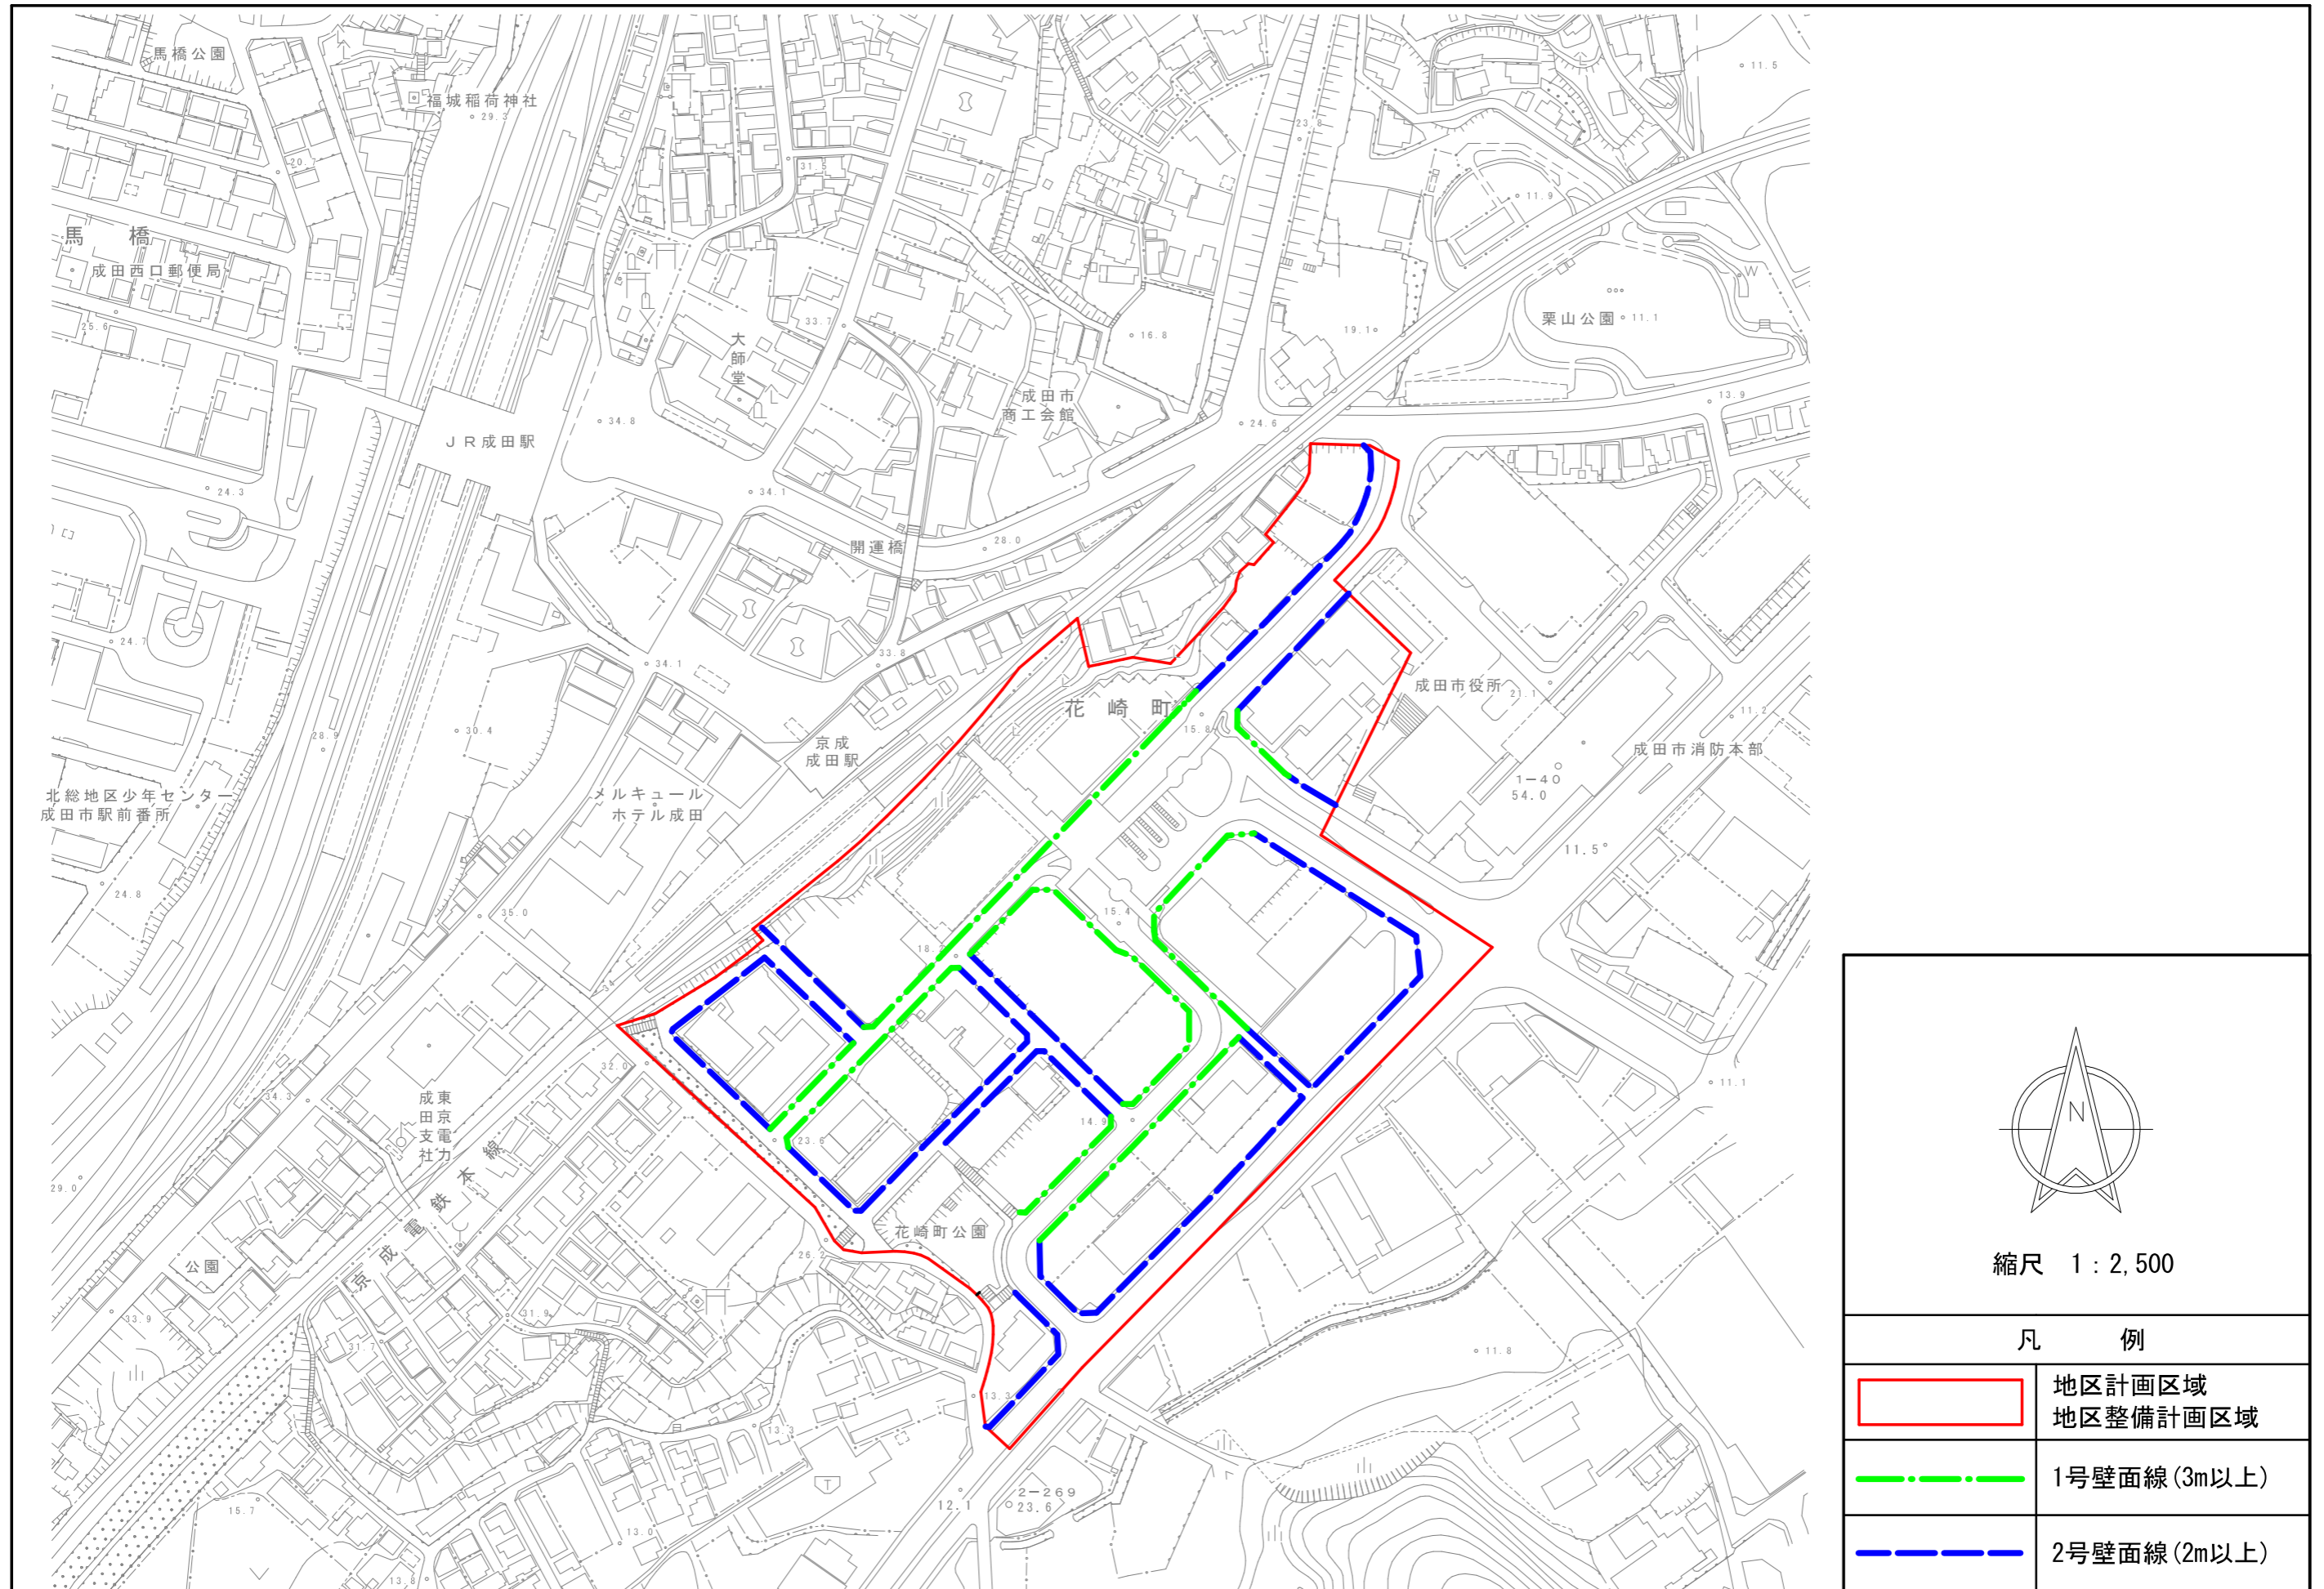 馬橋公園
福城稲荷神社
29.3
11.5
23.8
20.7
31.5
11.9
馬橋
成田西口郵便局
W
25.6
33.7
大師堂
16.8
19.1
栗山公園
11.1
成田市
商工会館
13.9
34.8
24.6
JR成田駅
24.3
34.1
開運橋
28.0
24.7
34.1
33.8
成田市役所
21.1
花崎町
15.8
11.2
28.9
30.4
京成
成田駅
成田市消防本部
1-40
54.0
北総地区少年センター
成田市駅前番所
メルキュール
ホテル成田
11.5
24.8
35.0
15.4
18.2
34.3
32.0
東京電力
成田支社
23.6
14.9
11.1
29.0
京成電鉄本線
公園
花崎町公園
26.2
33.9
31.9
31.7
11.8
13.3
13.3
T
15.7
12.1
2-269
23.6
13.0
13.8
N
縮尺 1:2,500
凡例
地区計画区域
地区整備計画区域
1号壁面線(3m以上)
2号壁面線(2m以上)